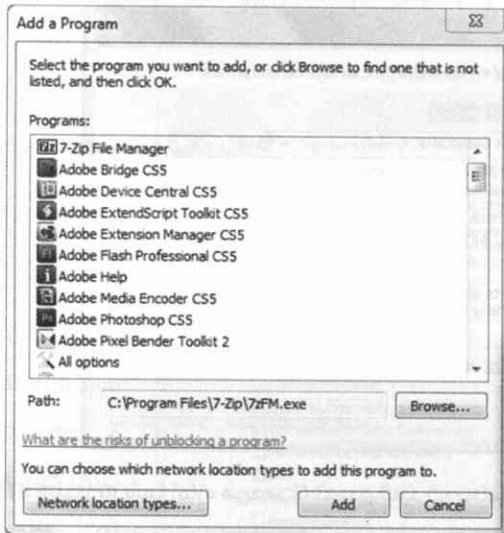 Add a Program
Select the program you want to add, or click Browse to find one that is not
listed, and then click OK.
Programs:
7-Zip File Manager
Adobe Bridge CS5
Adobe Device Central CS5
Adobe ExtendScript Toolkit CS5
Adobe Extension Manager CS5
Adobe Flash Professional CS5
Adobe Help
Adobe Media Encoder CS5
Adobe Photoshop CS5
Adobe Pixel Bender Toolkit 2
All options
Path: C:\Program Files\7-Zip\7zFM.exe Browse...
What are the risks of unblocking a program?
You can choose which network location types to add this program to.
Network location types... Add Cancel